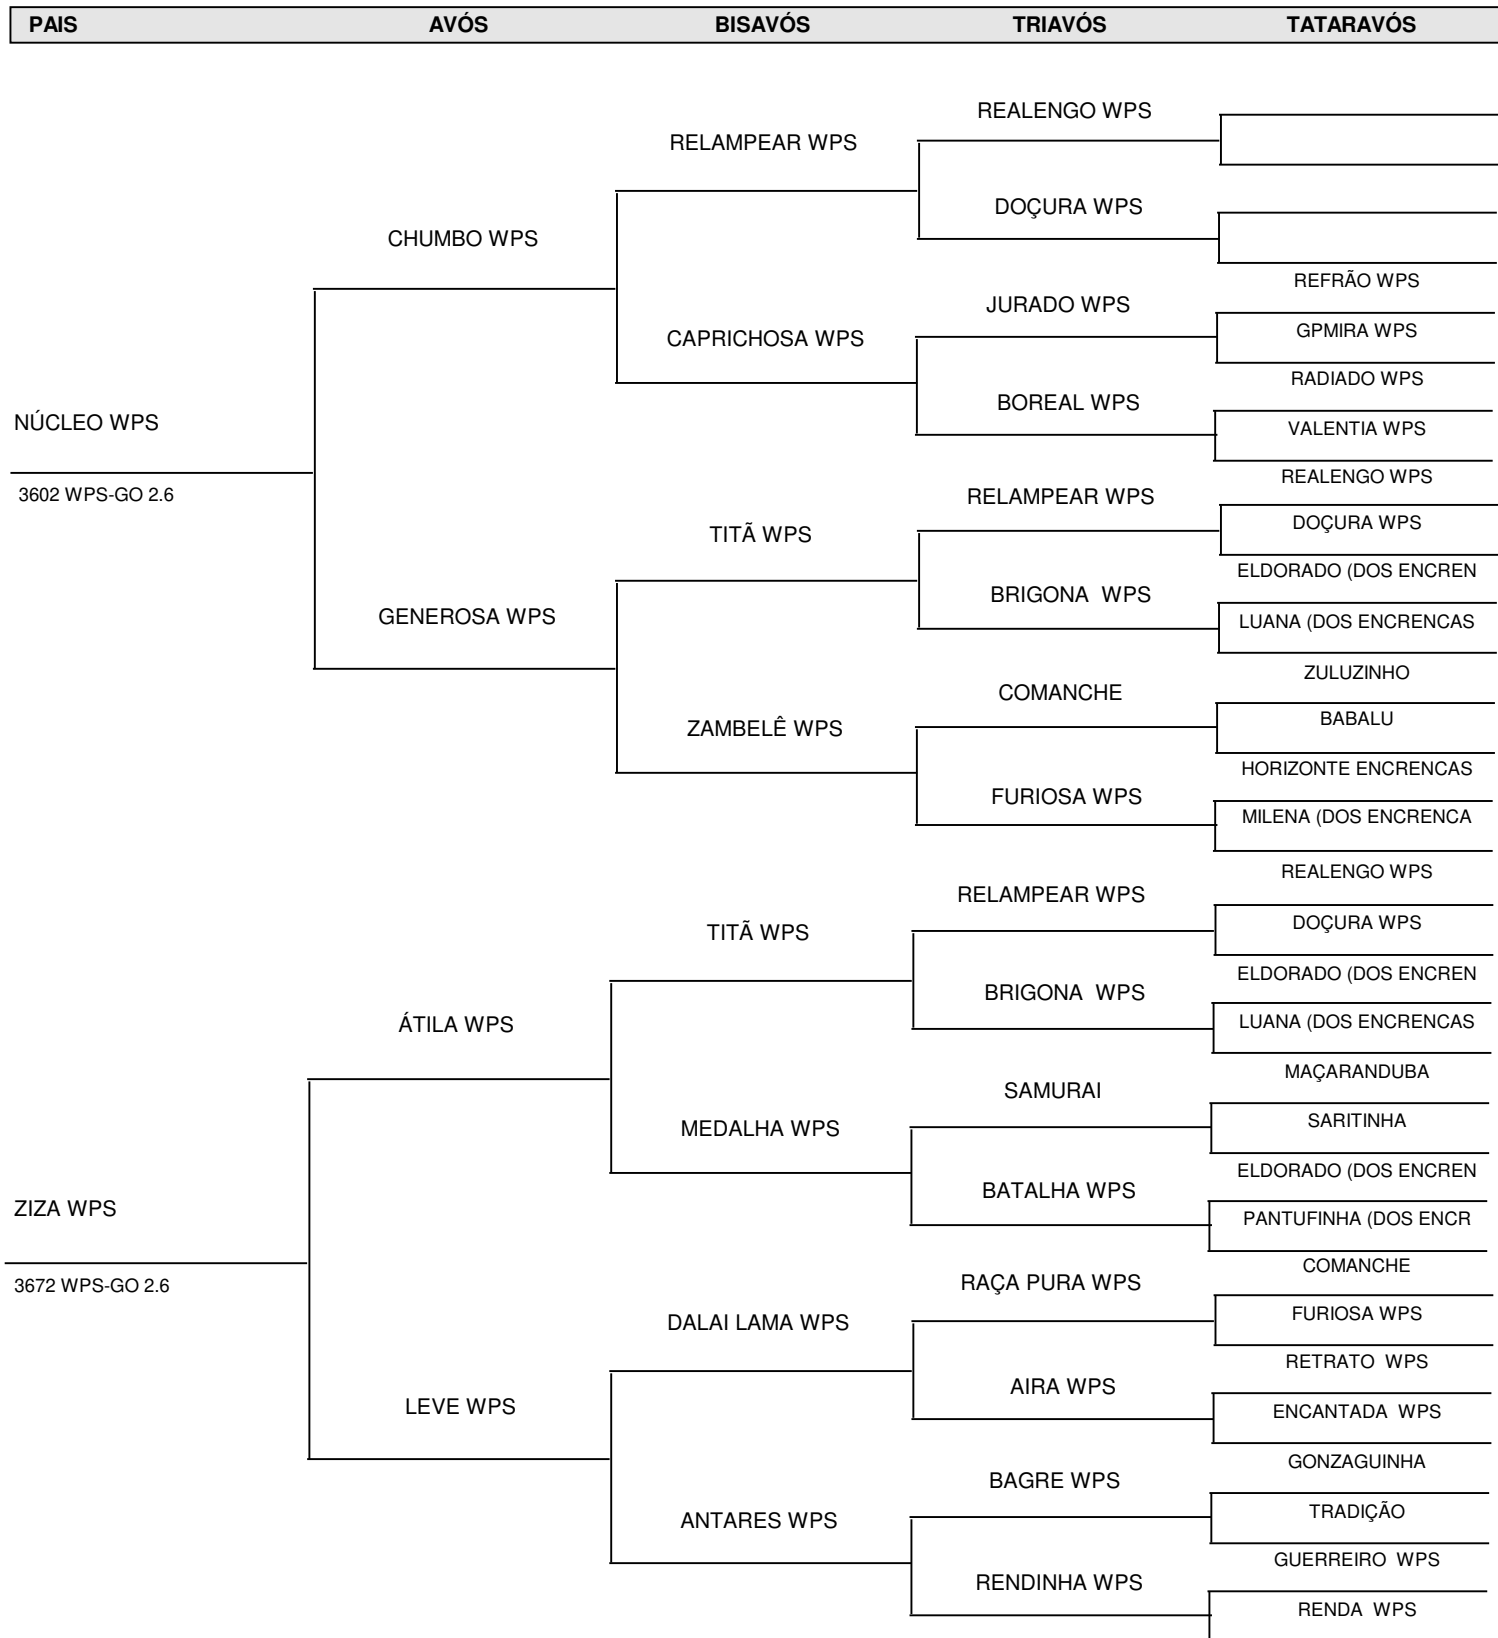 PAIS AVÓS BISAVÓS TRIAVÓS TATARAVÓS
REALENGO WPS
RELAMPEAR WPS
DOÇURA WPS
CHUMBO WPS
REFRÃO WPS
JURADO WPS
GPMIRA WPS
CAPRICHOSA WPS
RADIADO WPS
BOREAL WPS
NÚCLEO WPS
VALENTIA WPS
REALENGO WPS
3602 WPS-GO 2.6
RELAMPEAR WPS
DOÇURA WPS
TITÃ WPS
ELDORADO (DOS ENCREN
BRIGONA WPS
GENEROSA WPS
LUANA (DOS ENCRENCAS
ZULUZINHO
COMANCHE
BABALU
ZAMBELÊ WPS
HORIZONTE ENCRENCAS
FURIOSA WPS
MILENA (DOS ENCRENCA
REALENGO WPS
RELAMPEAR WPS
DOÇURA WPS
TITÃ WPS
ELDORADO (DOS ENCREN
BRIGONA WPS
LUANA (DOS ENCRENCAS
ÁTILA WPS
MAÇARANDUBA
SAMURAI
SARITINHA
MEDALHA WPS
ELDORADO (DOS ENCREN
BATALHA WPS
ZIZA WPS
PANTUFINHA (DOS ENCR
COMANCHE
3672 WPS-GO 2.6
RAÇA PURA WPS
FURIOSA WPS
DALAI LAMA WPS
RETRATO WPS
AIRA WPS
LEVE WPS
ENCANTADA WPS
GONZAGUINHA
BAGRE WPS
TRADIÇÃO
ANTARES WPS
GUERREIRO WPS
RENDINHA WPS
RENDA WPS